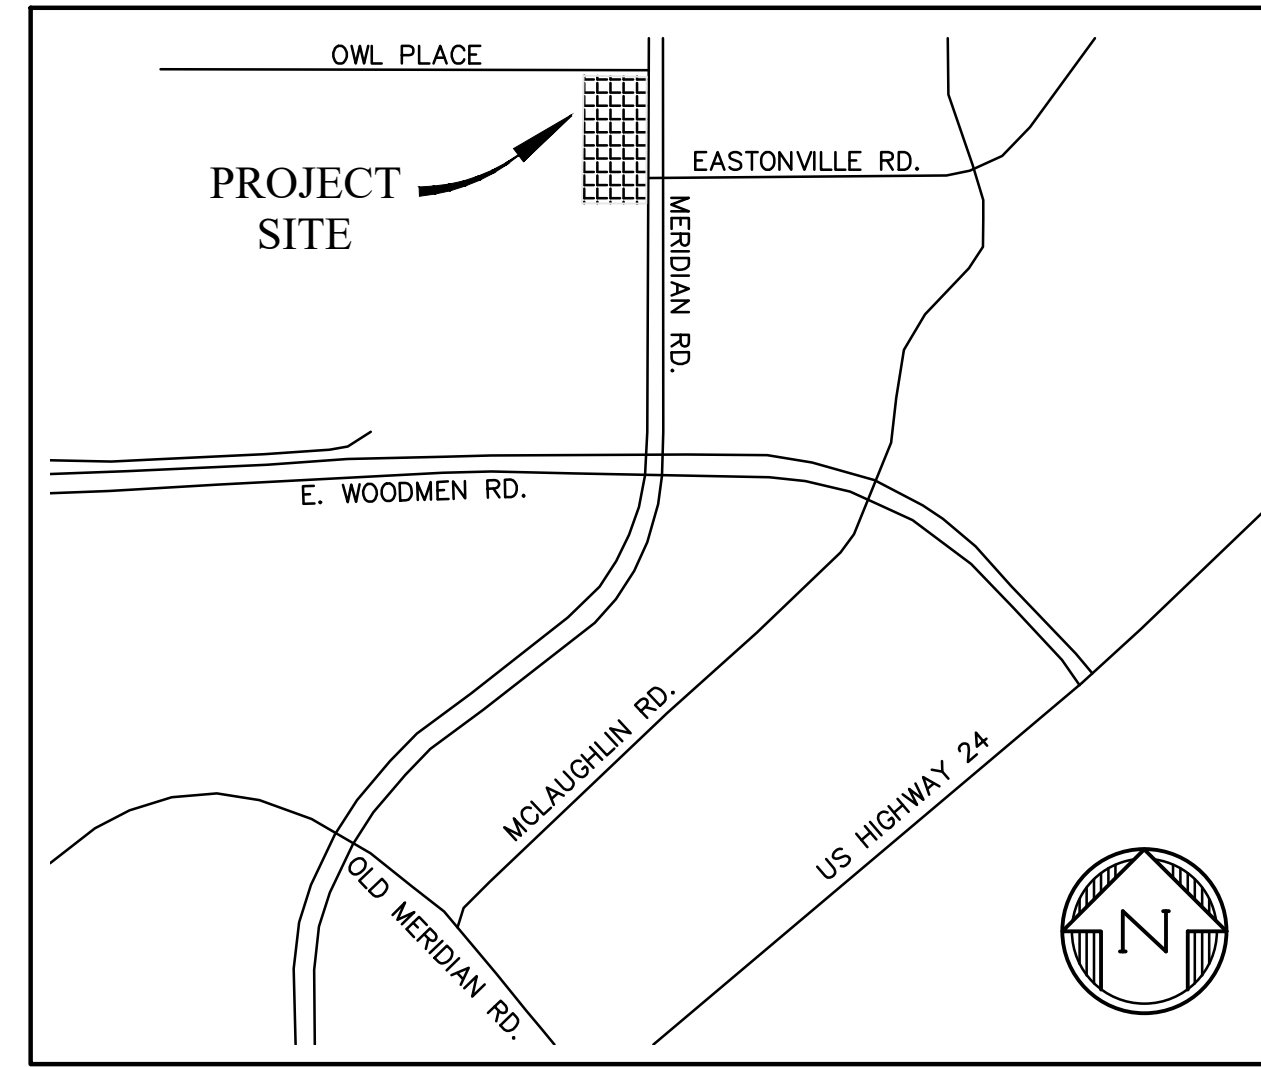 OWL PLACE
PROJECT
SITE
EASTONVILLE RD.
MERIDIAN RD.
E. WOODMEN RD.
MCLAUGHLIN RD.
US HIGHWAY 24
OLD MERIDIAN RD.
N